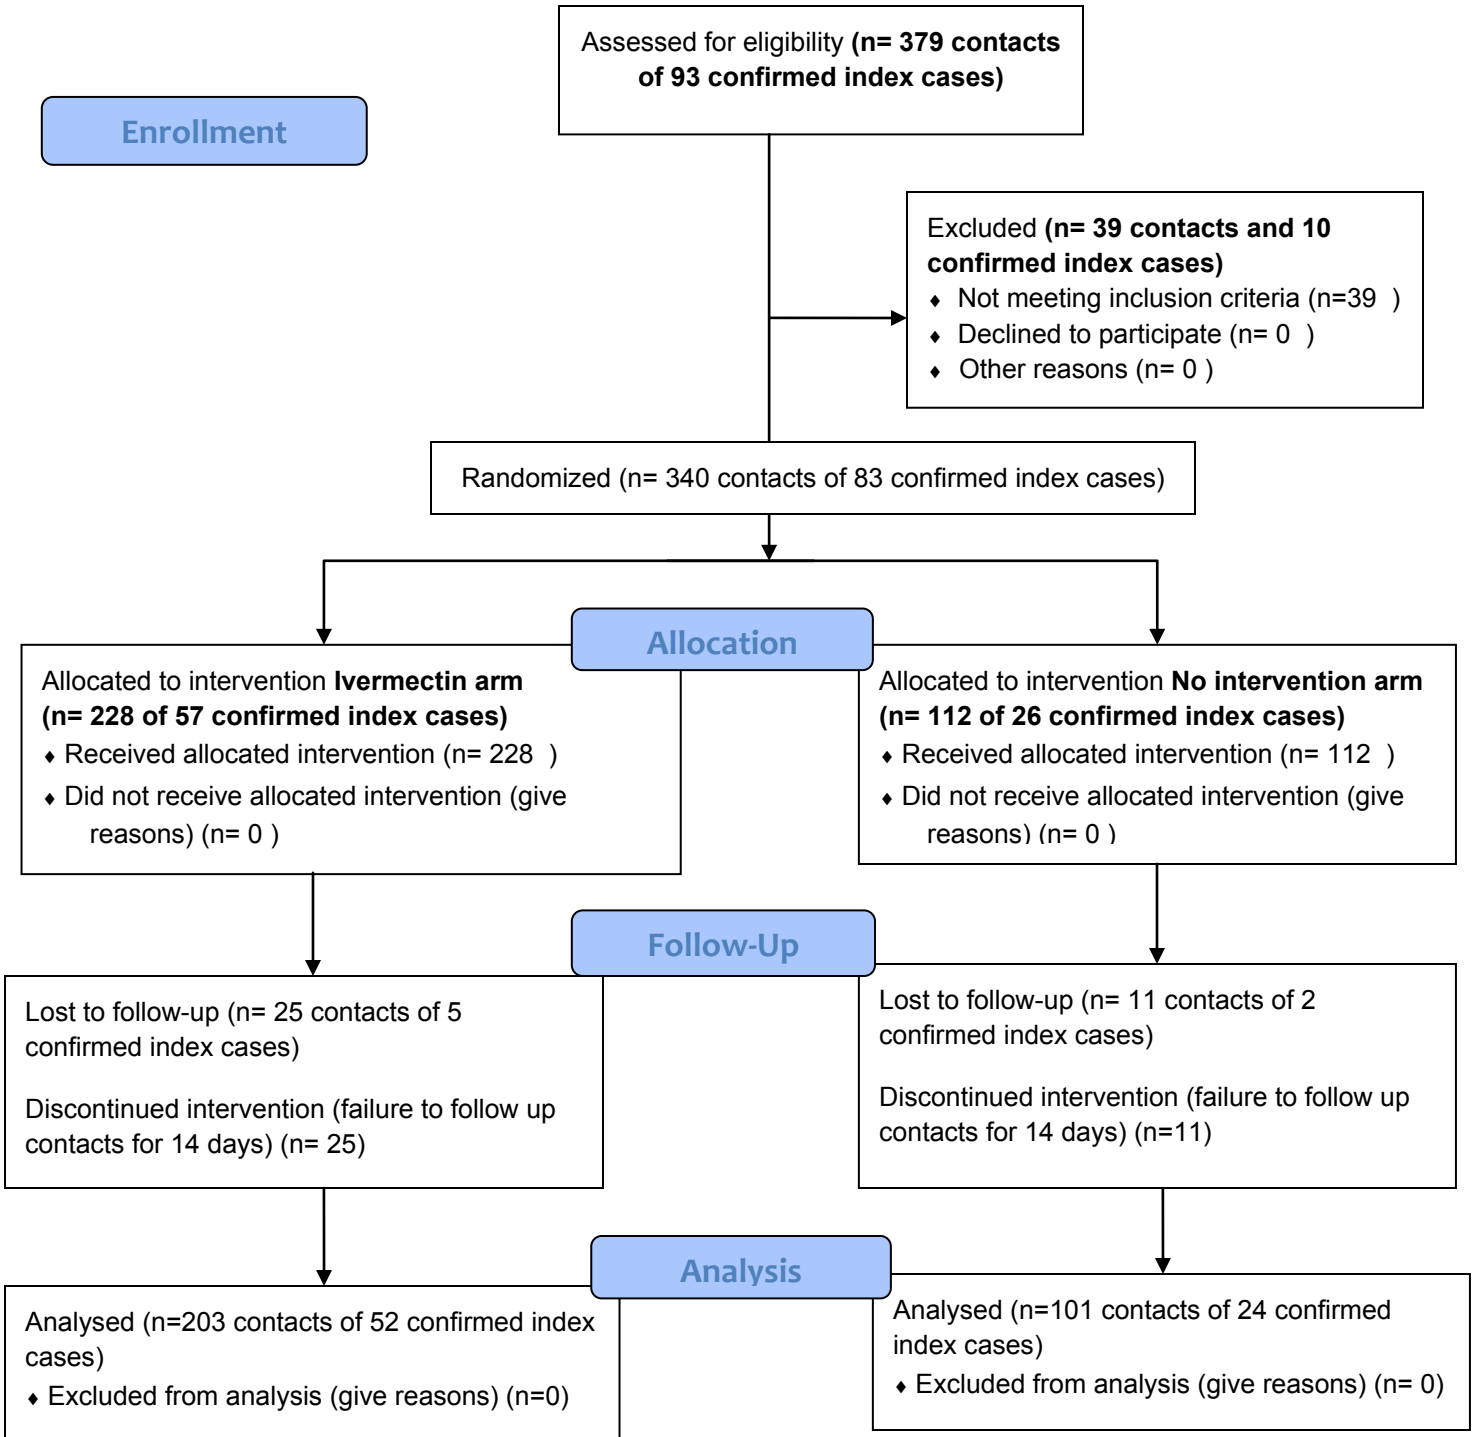 Assessed for eligibility (n= 379 contacts
of 93 confirmed index cases)
Enrollment
Excluded (n= 39 contacts and 10
confirmed index cases)
♦ Not meeting inclusion criteria (n=39 )
♦ Declined to participate (n= 0 )
♦ Other reasons (n= 0 )
Randomized (n= 340 contacts of 83 confirmed index cases)
Allocation
Allocated to intervention Ivermectin arm
(n= 228 of 57 confirmed index cases)
♦ Received allocated intervention (n= 228 )
♦ Did not receive allocated intervention (give
reasons) (n= 0 )
Allocated to intervention No intervention arm
(n= 112 of 26 confirmed index cases)
♦ Received allocated intervention (n= 112 )
♦ Did not receive allocated intervention (give
reasons) (n= 0 )
Follow-Up
Lost to follow-up (n= 25 contacts of 5
confirmed index cases)
Discontinued intervention (failure to follow up
contacts for 14 days) (n= 25)
Lost to follow-up (n= 11 contacts of 2
confirmed index cases)
Discontinued intervention (failure to follow up
contacts for 14 days) (n=11)
Analysis
Analysed (n=203 contacts of 52 confirmed index
cases)
♦ Excluded from analysis (give reasons) (n=0)
Analysed (n=101 contacts of 24 confirmed
index cases)
♦ Excluded from analysis (give reasons) (n= 0)